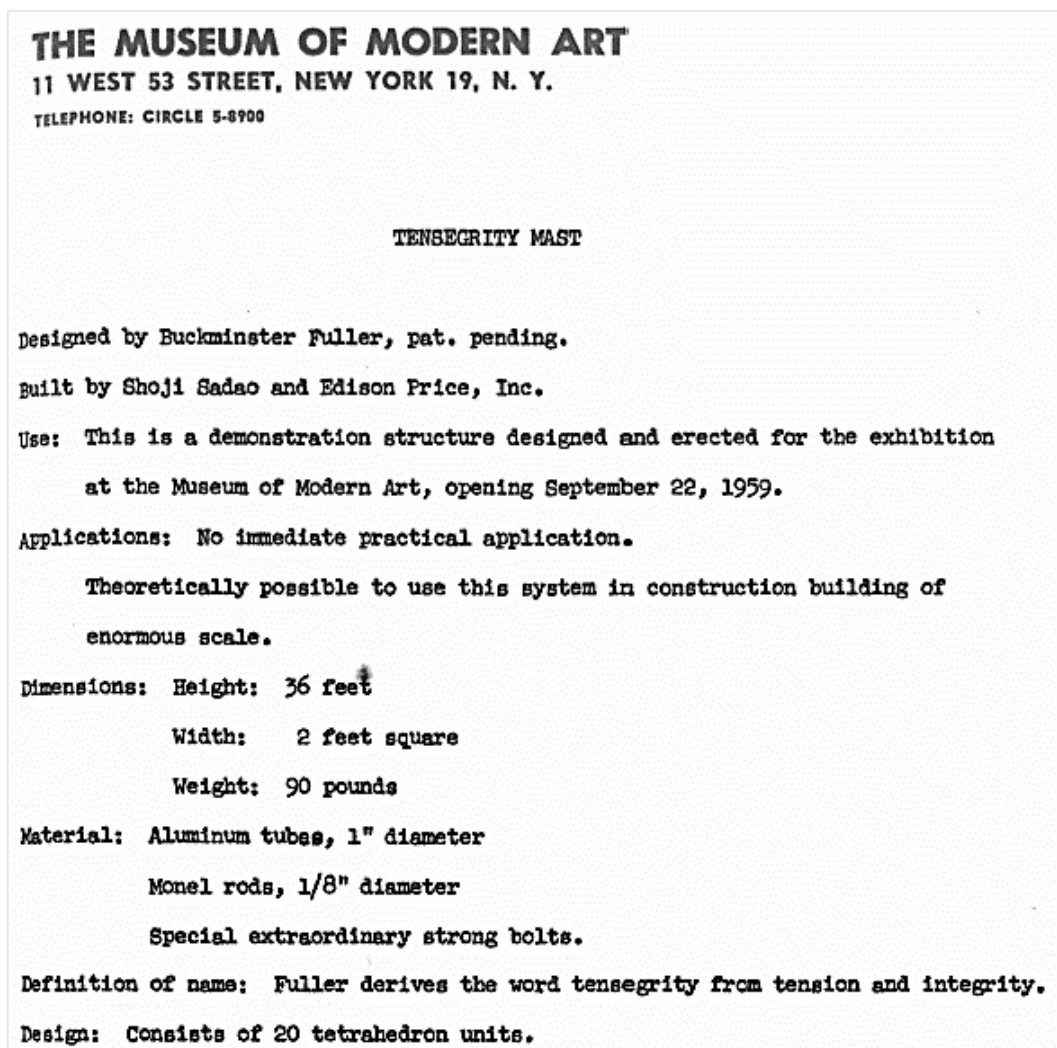 THE MUSEUM OF MODERN ART
11 WEST 53 STREET, NEW YORK 19, N. Y.
TELEPHONE: CIRCLE 5-8900
TENSEGRITY MAST
Designed by Buckminster Fuller, pat. pending.
Built by Shoji Sadao and Edison Price, Inc.
Use: This is a demonstration structure designed and erected for the exhibition
at the Museum of Modern Art, opening September 22, 1959.
Applications: No immediate practical application.
Theoretically possible to use this system in construction building of
enormous scale.
Dimensions: Height: 36 feet
Width: 2 feet square
Weight: 90 pounds
Material: Aluminum tubes, 1" diameter
Monel rods, 1/8" diameter
Special extraordinary strong bolts.
Definition of name: Fuller derives the word tensegrity from tension and integrity.
Design: Consists of 20 tetrahedron units.